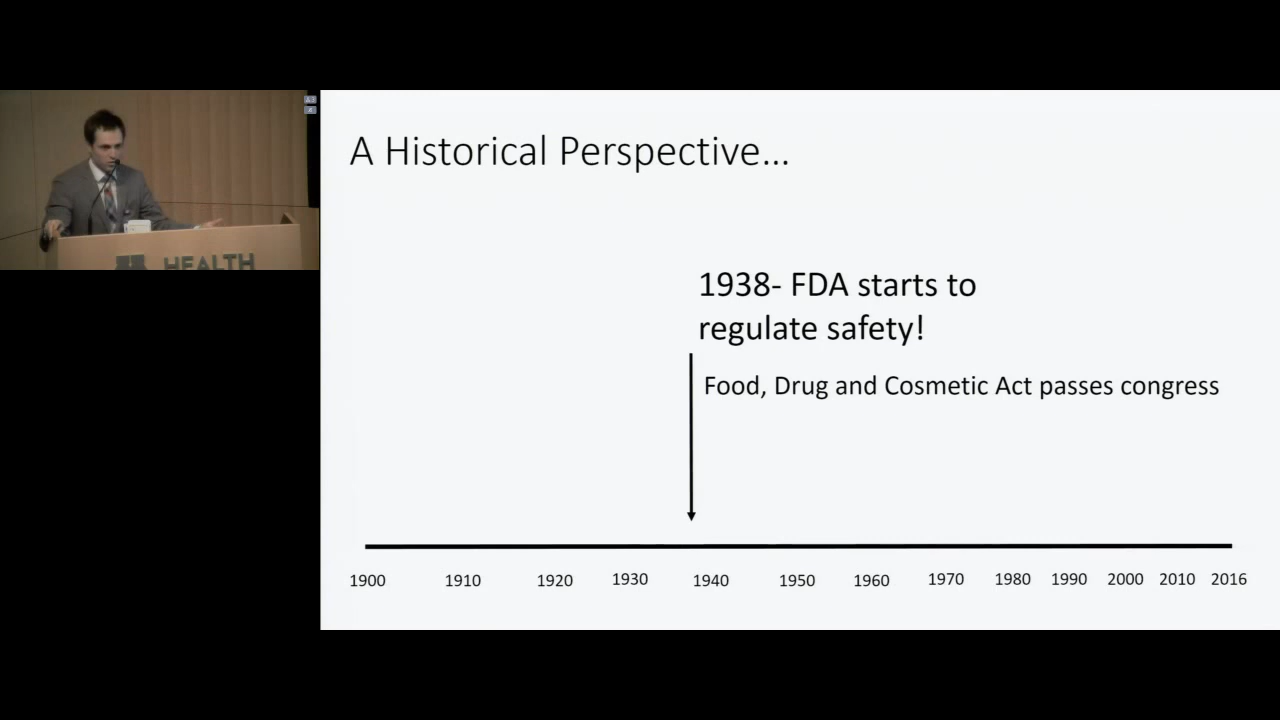 A Historical Perspective...
1938- FDA starts to
regulate safety!
Food, Drug and Cosmetic Act passes congress
1900 1910 1920 1930 1940 1950 1960 1970 1980 1990 2000 2010 2016
HEALTH